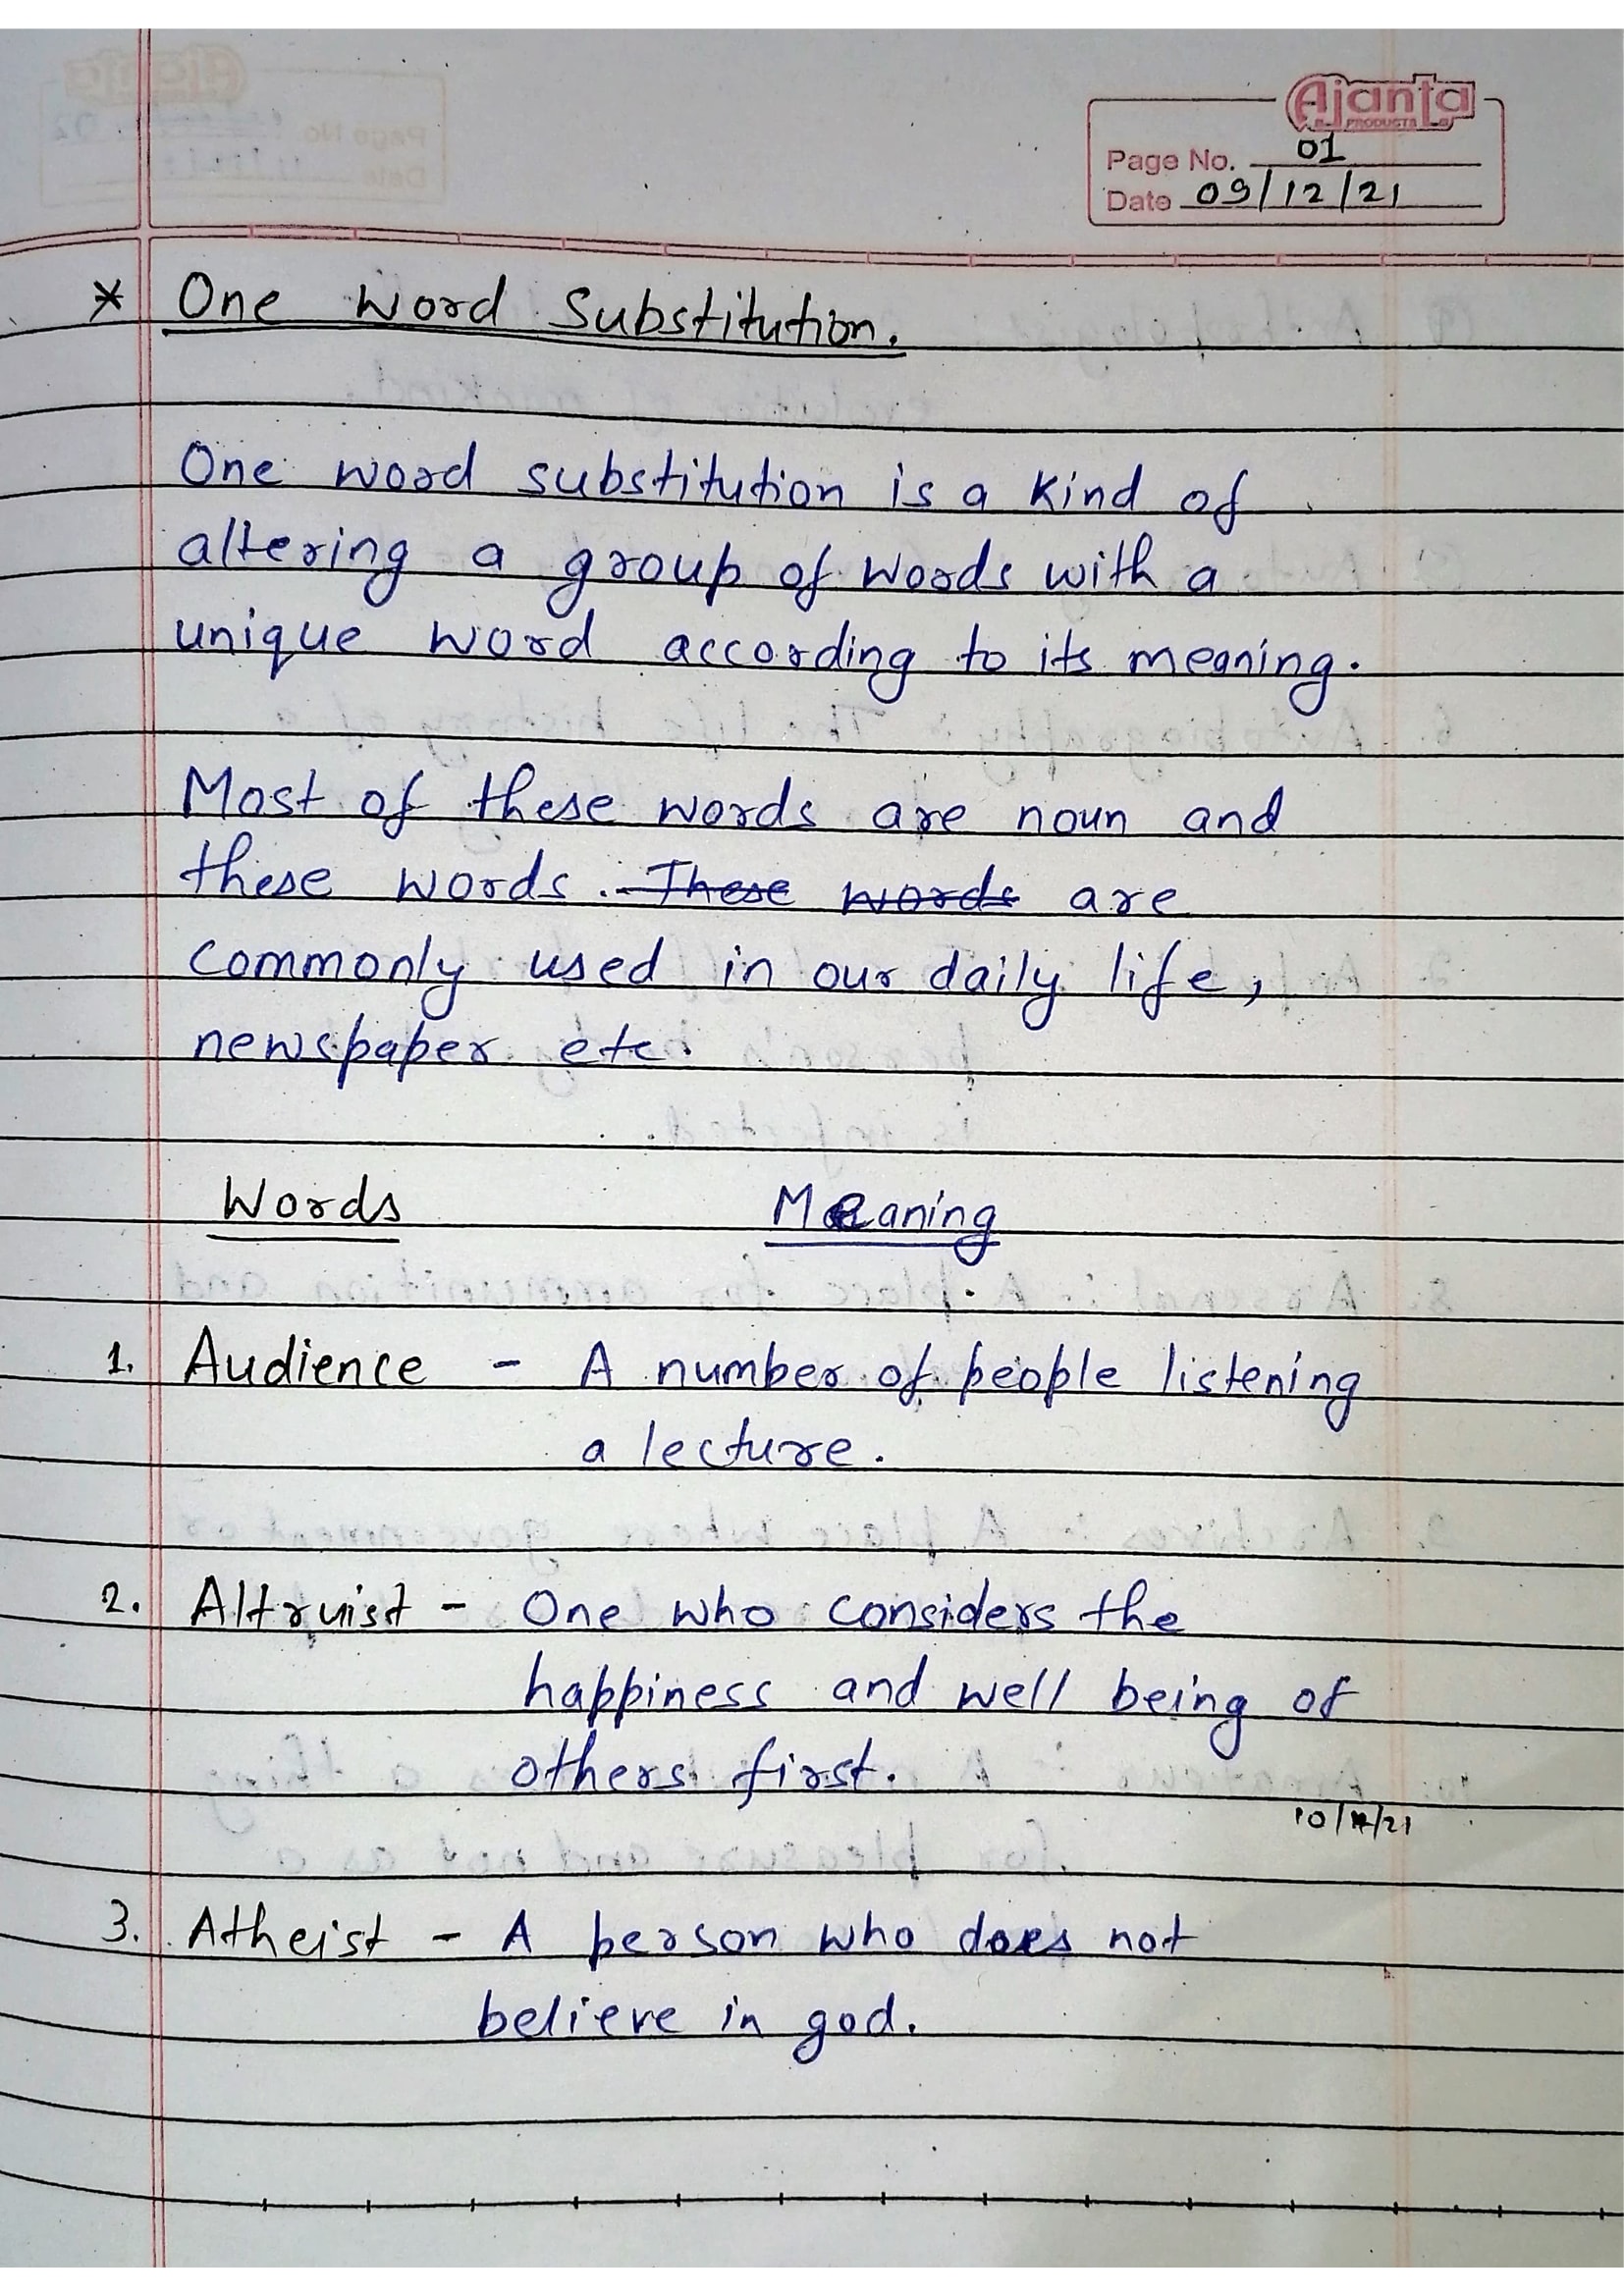 Ajanta
PRODUCTS
Page No. 01
Date 09/12/21
* One Word Substitution.
One word substitution is a kind of
altering a group of words with a
unique word according to its meaning.
Most of these words are noun and
these words. These words are
commonly used in our daily life,
newspaper etc.
Words Meaning
1. Audience - A number of people listening
a lecture.
2. Altruist - One who considers the
happiness and well being of
others first.
3. Atheist - A person who does not
believe in god.